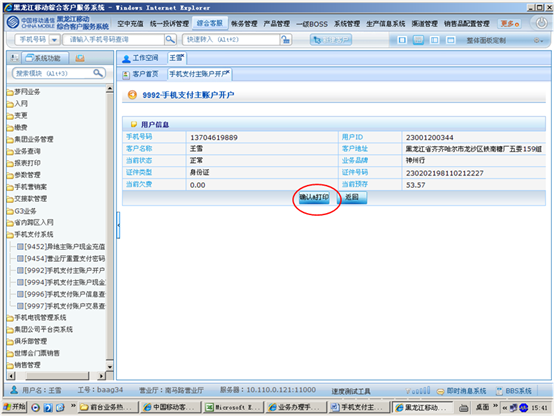 黑龙江移动综合客户服务系统 - Windows Internet Explorer
中国移动通信 CHINA MOBILE 黑龙江移动 综合客户服务系统 空中充值 统一投诉管理 综合客服 账务管理 产品管理 一级BOSS 系统管理 生产信息系统 渠道管理 销售品配置管理 更多
手机号码 请输入手机号码查询 快速转入 (Alt+2) 整体面板定制
系统功能 工作空间 王雪
搜索模块 (Alt+3) 客户首页 手机支付主账户开户
梦网业务
入网
变更
缴费
集团业务管理
业务查询
报表打印
参数管理
手机营销案
交接款管理
G3业务
省内跨区入网
手机支付系统
[9452]异地主账户现金充值
[9454]营业厅重置支付密码
[9992]手机支付主账户开户
[9994]手机支付主账户现金
[9996]手机支付账户信息查
[9997]手机支付账户交易查
手机电视管理系统
集团公司平台类系统
俱乐部管理
世博会门票销售
销售管理
9992-手机支付主账户开户
用户信息
手机号码 13704619889 用户ID 23001200344
客户名称 王雪 客户地址 黑龙江省齐齐哈尔市龙沙区铁南糖厂五委159组
当前状态 正常 业务品牌 神州行
证件类型 身份证 证件号码 230202198110212227
当前欠费 0.00 当前预存 53.57
确认&打印 返回
用户名：王雪 工号：baag34 营业厅：南马路营业厅 服务器：10.110.0.121:11000 速度测试工具 即时消息系统 BBS系统
开始 前台业务热... 中国移动客... Microsoft E... 业务办理手... 手机支付主... 黑龙江移动... 桌面 15:41